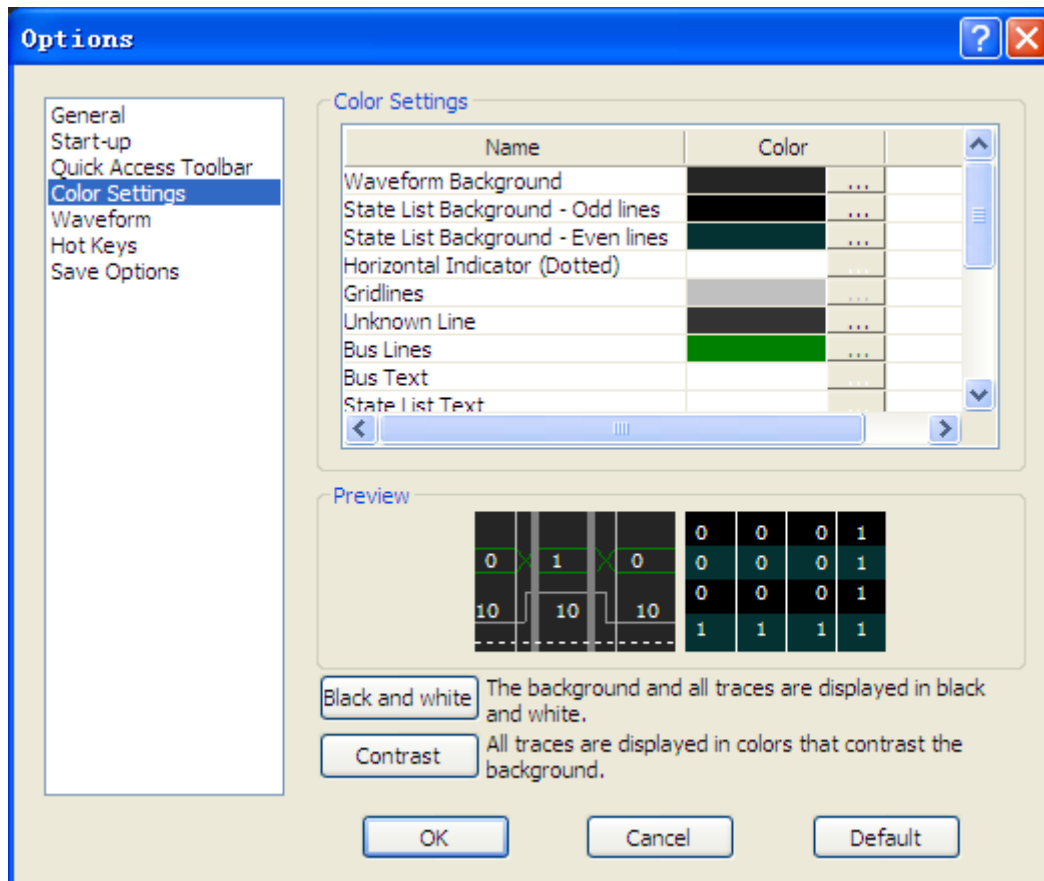 Options
General
Start-up
Quick Access Toolbar
Color Settings
Waveform
Hot Keys
Save Options
Color Settings
Name Color
Waveform Background ...
State List Background - Odd lines ...
State List Background - Even lines ...
Horizontal Indicator (Dotted) ...
Gridlines ...
Unknown Line ...
Bus Lines ...
Bus Text ...
State List Text ...
Preview
0 1 0
10 10 10
0 0 0 1
0 0 0 1
0 0 0 1
1 1 1 1
Black and white
The background and all traces are displayed in black
and white.
Contrast
All traces are displayed in colors that contrast the
background.
OK Cancel Default